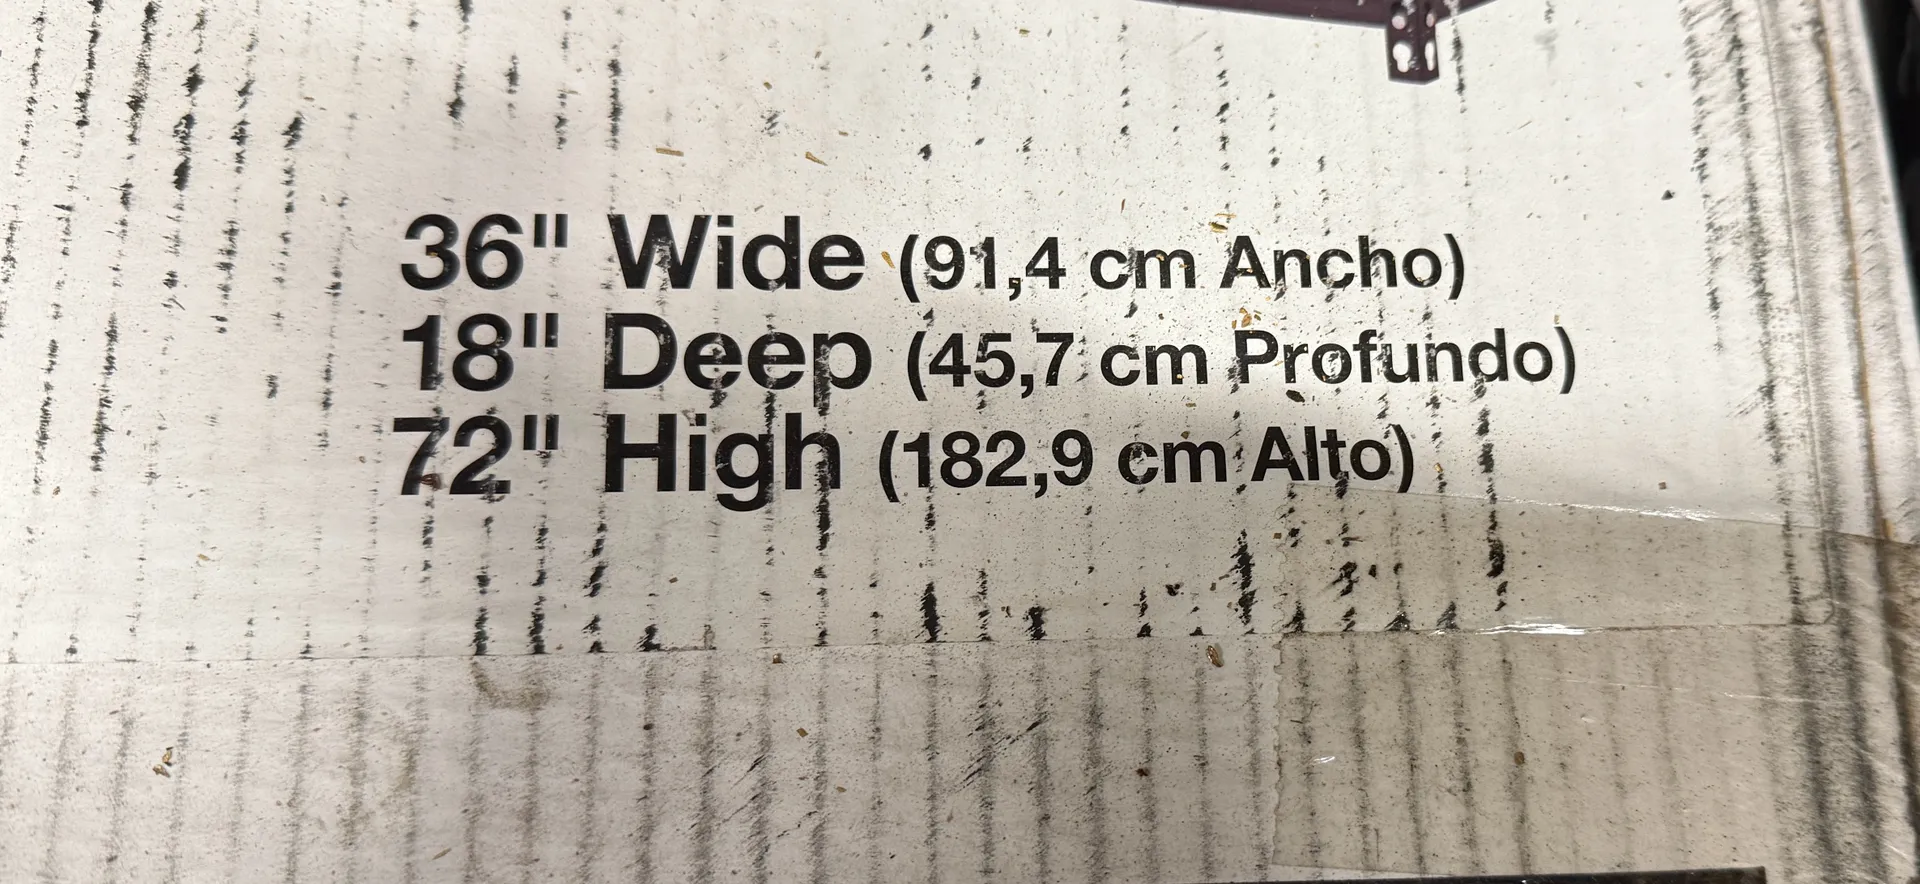 36" Wide (91,4 cm Ancho)
18" Deep (45,7 cm Profundo)
72" High (182,9 cm Alto)